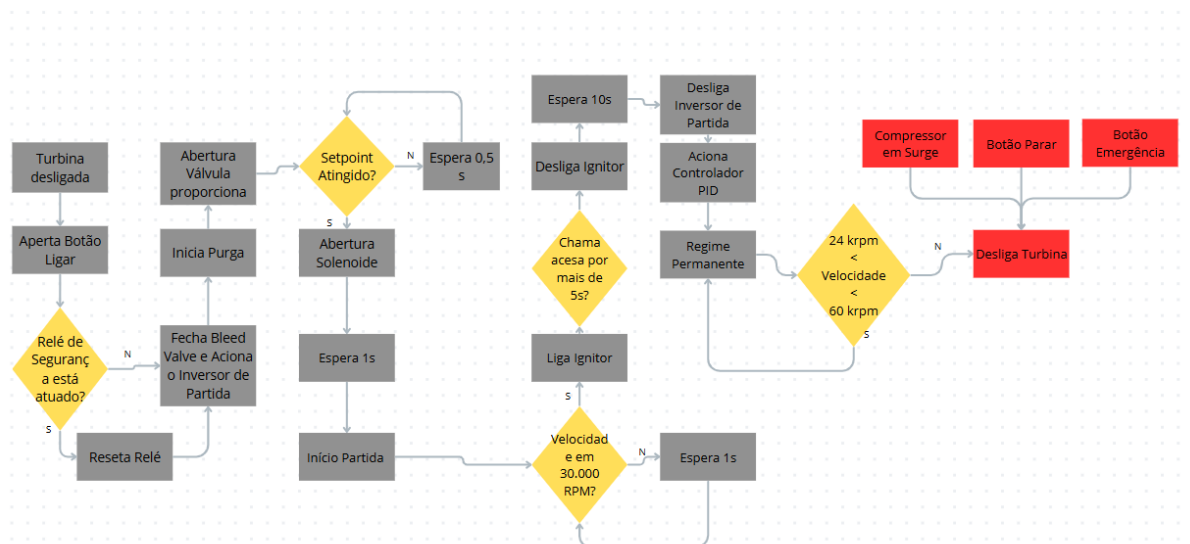 Turbina
desligada
Aperta Botão
Ligar
Relé de
Seguranç
a está
atuado?
N
S
Reseta Relé
Fecha Bleed
Valve e Aciona
o Inversor de
Partida
Inicia Purga
Abertura
Válvula
proporciona
Setpoint
Atingido?
N
Espera 0,5
s
S
Abertura
Solenoide
Espera 1s
Início Partida
Velocidad
e em
30.000
RPM?
N
Espera 1s
S
Liga Ignitor
Chama
acesa por
mais de
5s?
Desliga Ignitor
Espera 10s
Desliga
Inversor de
Partida
Aciona
Controlador
PID
Regime
Permanente
24 krpm
<
Velocidade
<
60 krpm
S
N
Compressor
em Surge
Botão Parar
Botão
Emergência
Desliga Turbina